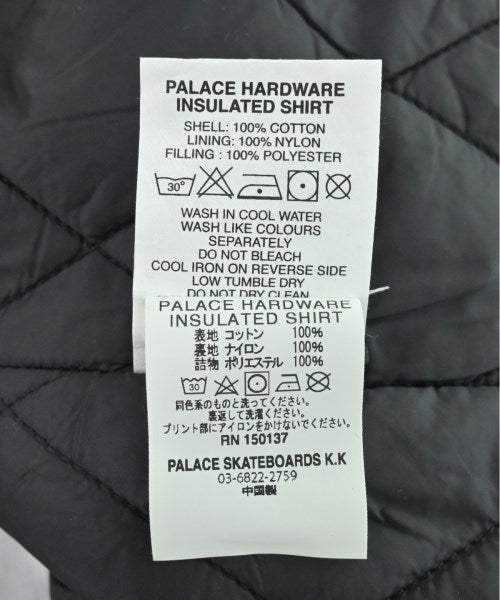 PALACE HARDWARE
INSULATED SHIRT
SHELL: 100% COTTON
LINING: 100% NYLON
FILLING : 100% POLYESTER
30°
WASH IN COOL WATER
WASH LIKE COLOURS
SEPARATELY
DO NOT BLEACH
COOL IRON ON REVERSE SIDE
LOW TUMBLE DRY
DO NOT DRY CLEAN
PALACE HARDWARE
INSULATED SHIRT
表地 コットン 100%
裏地 ナイロン 100%
詰物 ポリエステル 100%
30
同色系のものと洗ってください。
裏返して洗濯ください。
プリント部にアイロンをかけないでください。
RN 150137
PALACE SKATEBOARDS K.K
03-6822-2759
中国製